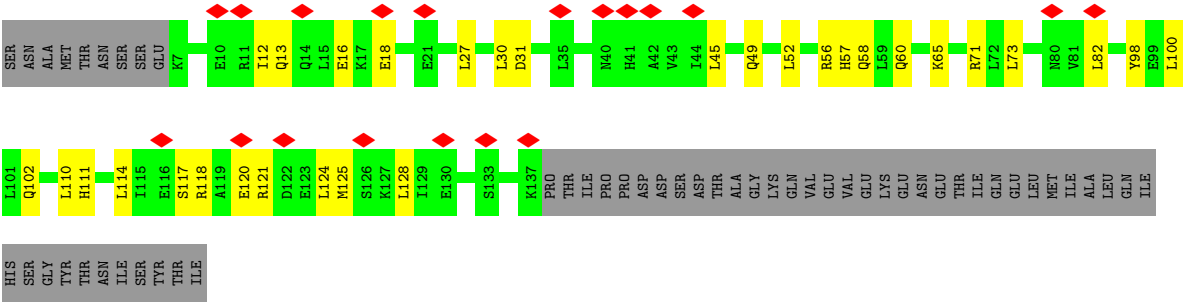 SER ASN ALA MET THR ASN SER SER GLU K7 E10 R11 I12 Q13 Q14 L15 E16 K17 E18 E21 L27 L30 D31 L35 N40 H41 A42 V43 I44 L45 Q49 L52 R56 H57 Q58 L59 Q60 K65 R71 L72 L73 N80 V81 L82 Y98 E99 L100
L101 Q102 L110 H111 L114 I115 E116 S117 R118 A119 E120 R121 D122 E123 L124 M125 S126 K127 L128 I129 E130 S133 K137 PRO THR ILE PRO PRO ASP ASP SER ASP THR ALA GLY LYS GLN VAL VAL GLU LYS GLU ASN GLU THR ILE GLN GLU LEU MET ILE ALA LEU GLN ILE
HIS SER GLY TYR THR ASN ILE SER TYR THR ILE